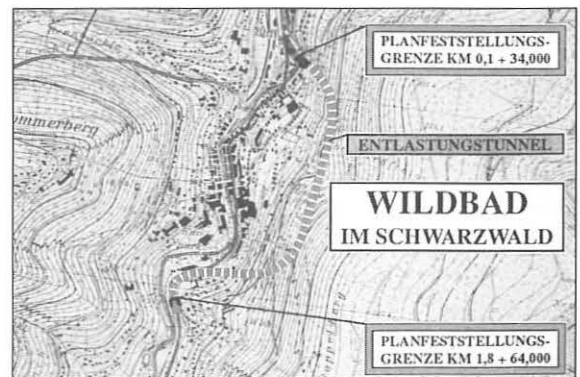 PLANFESTSTELLUNGS-
GRENZE KM 0,1 + 34,000
ENTLASTUNGSTUNNEL
WILDBAD
IM SCHWARZWALD
PLANFESTSTELLUNGS-
GRENZE KM 1,8 + 64,000